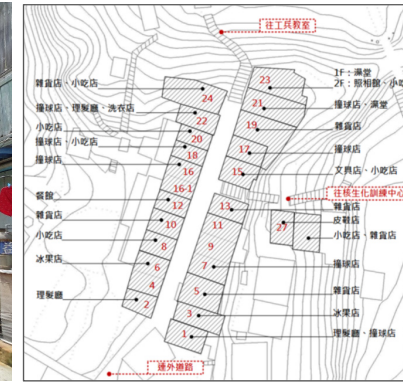 往工兵教室
雜貨店、小吃店
撞球店、理髮廳、洗衣店
小吃店
撞球店、小吃店
撞球店
雜貨店
小吃店
冰果店
理髮廳
24
22
20
18
16
16-1
12
10
8
6
4
2
23
21
19
17
15
13
11
9
7
5
3
1
27
1F：澡堂
2F：照相館、小吃
撞球店、澡堂
雜貨店
撞球店
文具店、小吃店
往核生化訓練中心
雜貨店
皮鞋店
小吃店、雜貨店
撞球店
雜貨店
冰果店
理髮廳、撞球店
連外道路